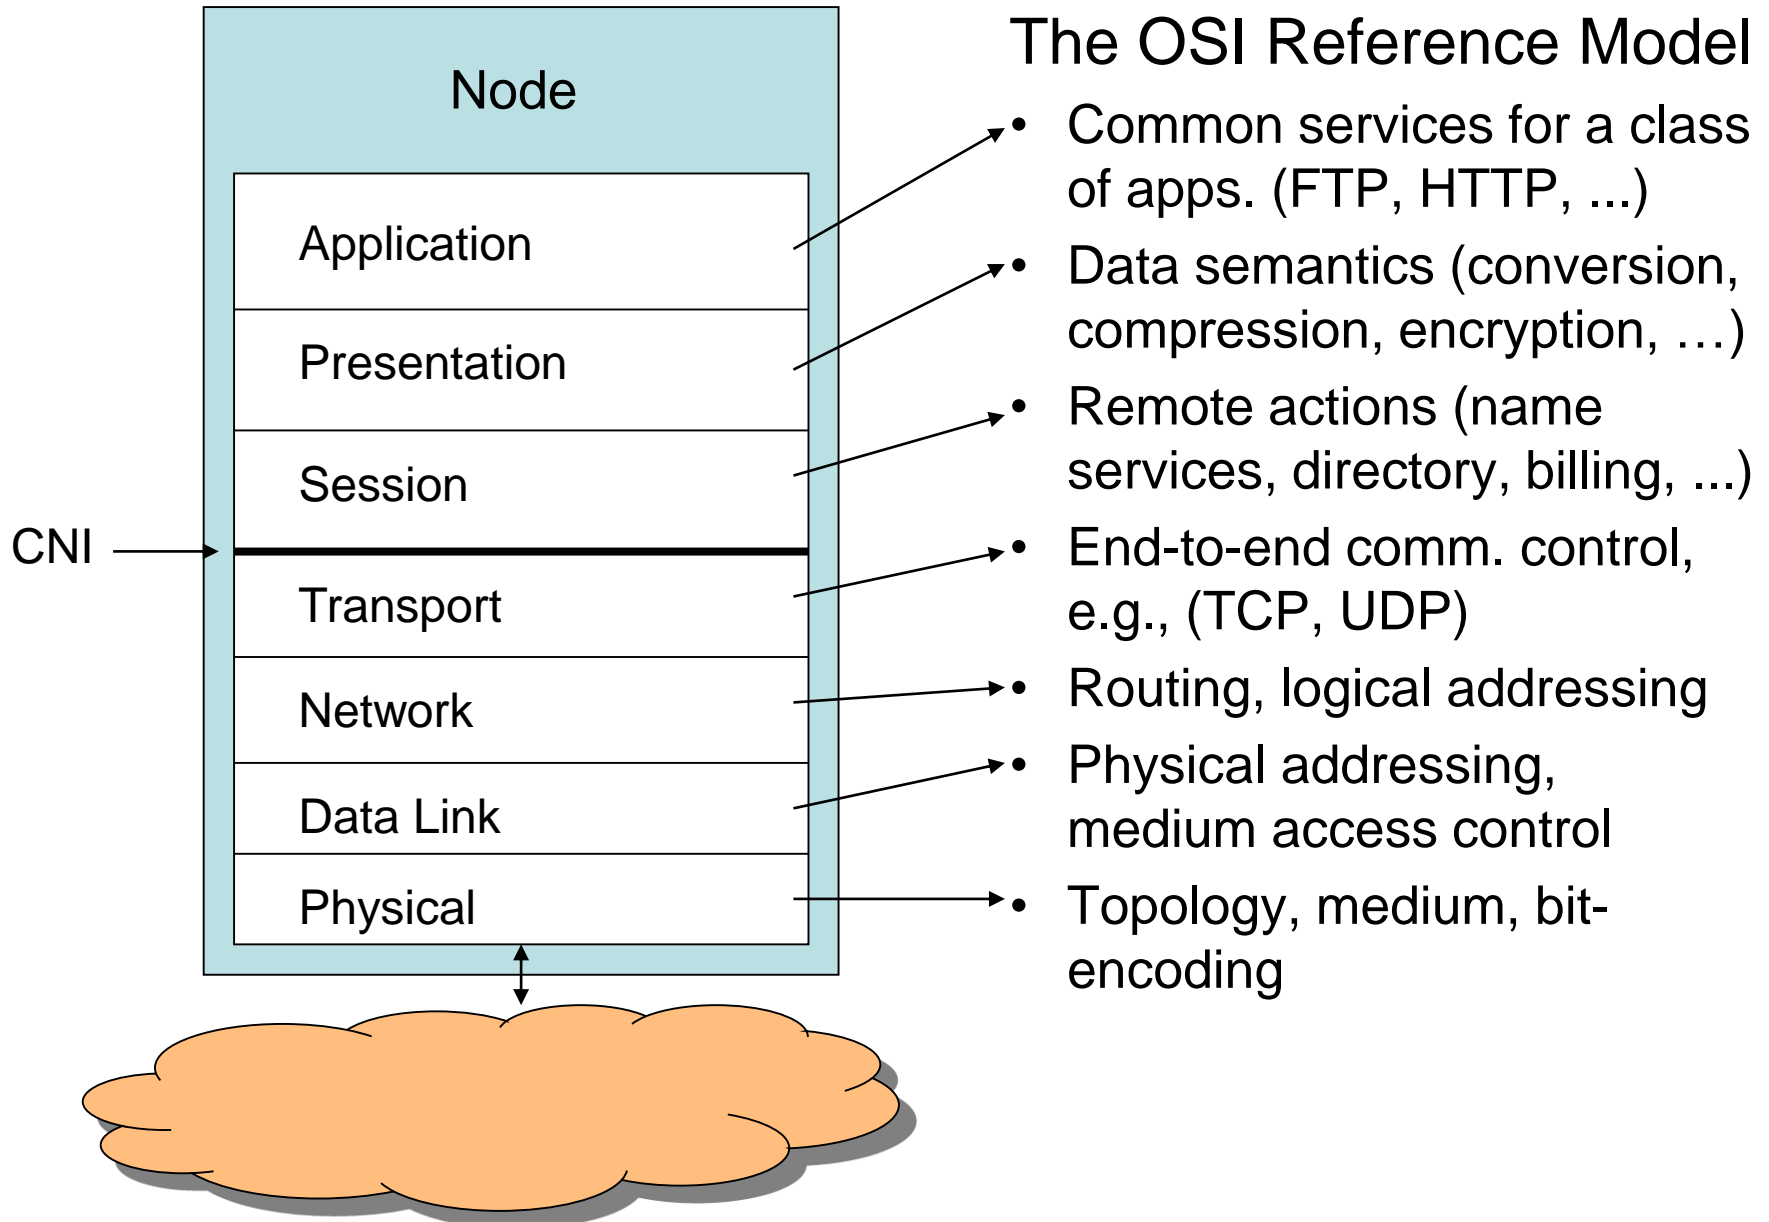 The OSI Reference Model
Node
Application
Presentation
Session
CNI
Transport
Network
Data Link
Physical
• Common services for a class
of apps. (FTP, HTTP, ...)
• Data semantics (conversion,
compression, encryption, …)
• Remote actions (name
services, directory, billing, ...)
• End-to-end comm. control,
e.g., (TCP, UDP)
• Routing, logical addressing
• Physical addressing,
medium access control
• Topology, medium, bit-
encoding